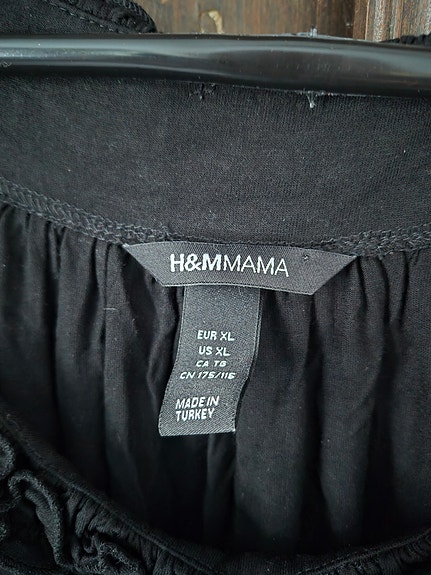 H&MMAMA
EUR XL
US XL
CA TG
CN 175/116
MADE IN
TURKEY